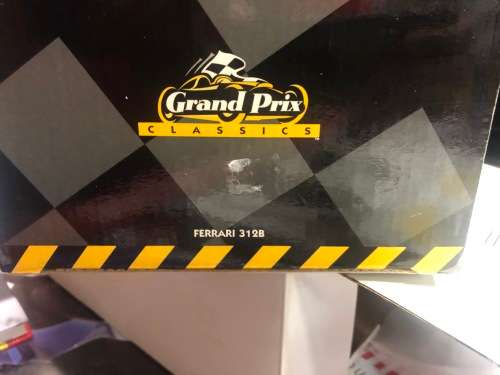 Grand Prix
CLASSICS
FERRARI 312B